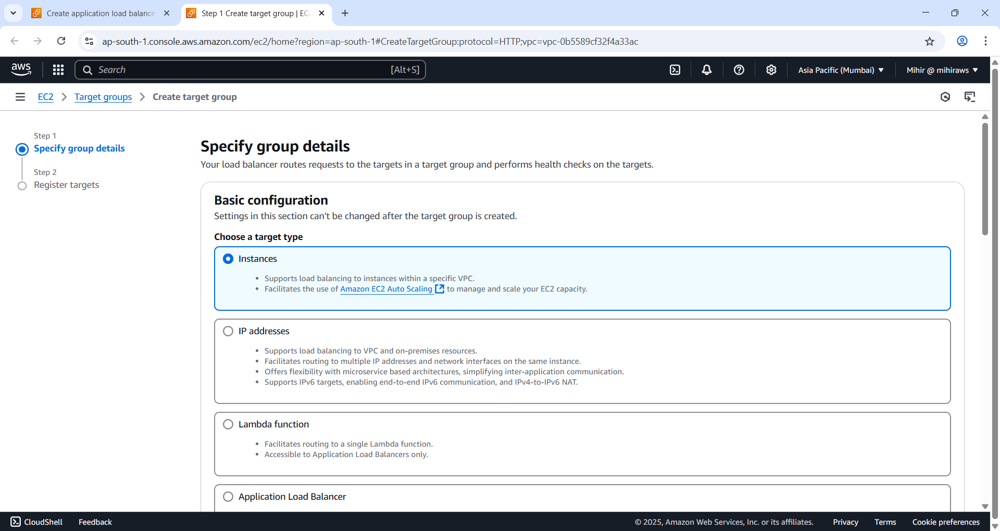 Create application load balance
Step 1 Create target group | EC
ap-south-1.console.aws.amazon.com/ec2/home?region=ap-south-1#CreateTargetGroup:protocol=HTTP;vpc=vpc-0b5589cf32f4a33ac
aws
Search
[Alt+S]
Asia Pacific (Mumbai)
Mihir @ mihiraws
EC2
Target groups
Create target group
Step 1
Specify group details
Step 2
Register targets
Specify group details
Your load balancer routes requests to the targets in a target group and performs health checks on the targets.
Basic configuration
Settings in this section can't be changed after the target group is created.
Choose a target type
Instances
• Supports load balancing to instances within a specific VPC.
• Facilitates the use of Amazon EC2 Auto Scaling to manage and scale your EC2 capacity.
IP addresses
• Supports load balancing to VPC and on-premises resources.
• Facilitates routing to multiple IP addresses and network interfaces on the same instance.
• Offers flexibility with microservice based architectures, simplifying inter-application communication.
• Supports IPv6 targets, enabling end-to-end IPv6 communication, and IPv4-to-IPv6 NAT.
Lambda function
• Facilitates routing to a single Lambda function.
• Accessible to Application Load Balancers only.
Application Load Balancer
CloudShell
Feedback
© 2025, Amazon Web Services, Inc. or its affiliates.
Privacy
Terms
Cookie preferences